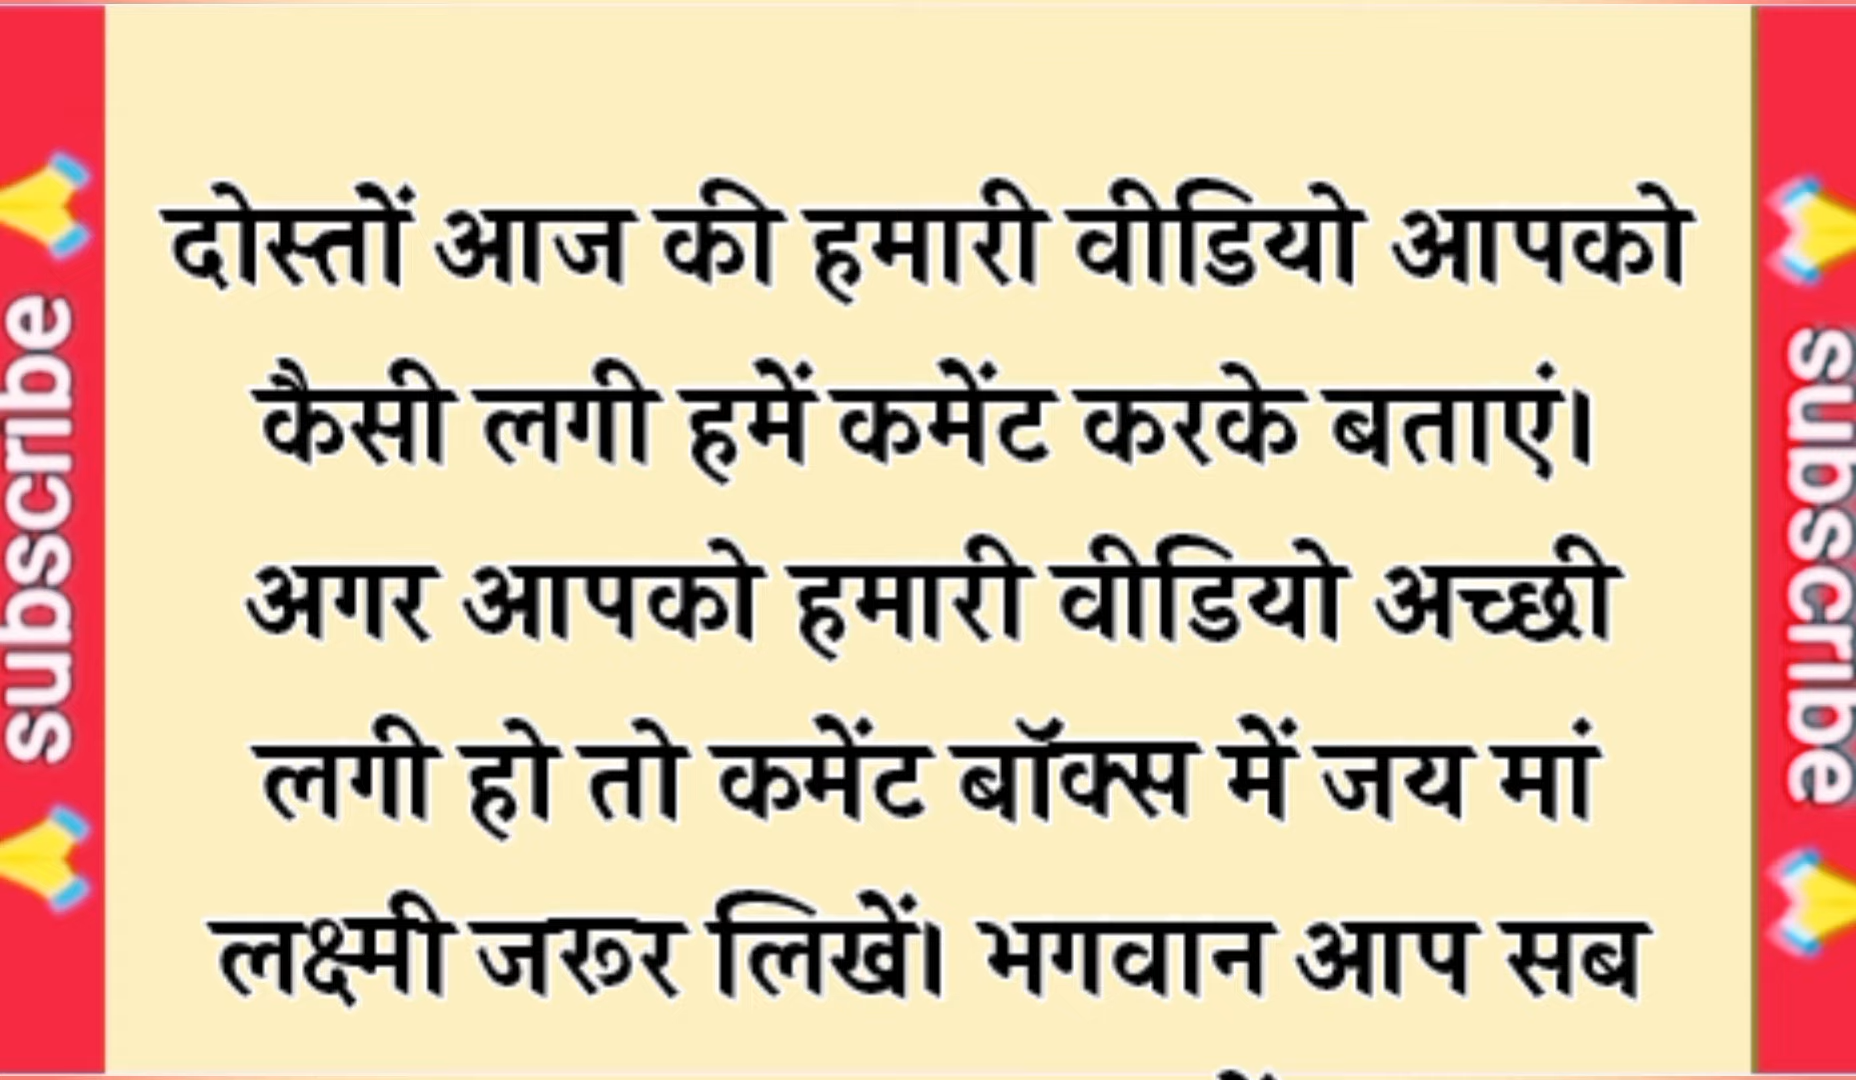 दोस्तों आज की हमारी वीडियो आपको
कैसी लगी हमें कमेंट करके बताएं।
अगर आपको हमारी वीडियो अच्छी
लगी हो तो कमेंट बॉक्स में जय मां
लक्ष्मी जरूर लिखें। भगवान आप सब
subscribe
subscribe